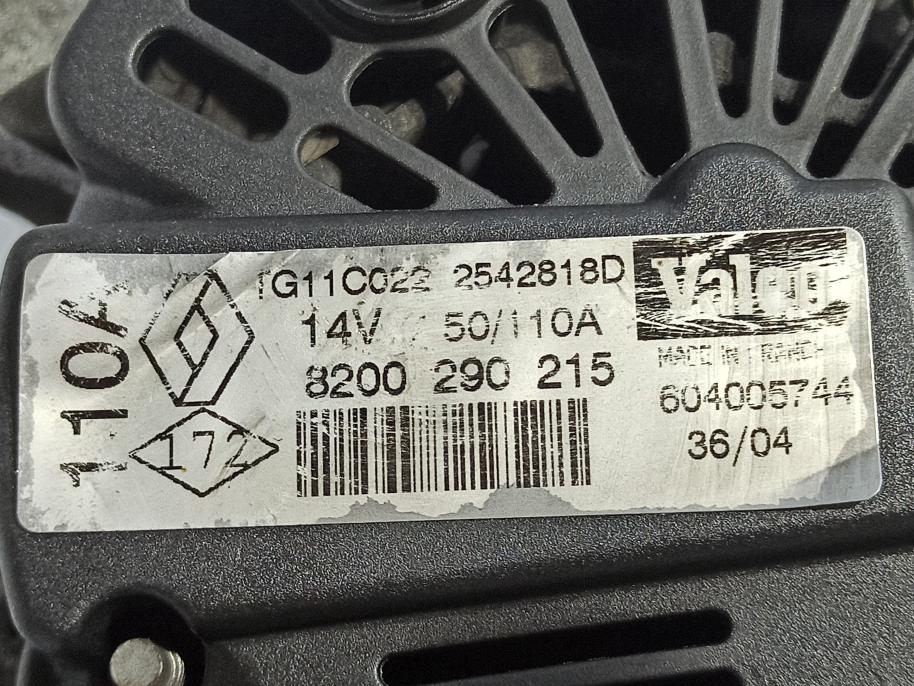 TG11C022 2542818D
Valeo
14V 50/110A
MADE IN FRANCE
8200 290 215
604005744
36/04
110A
172